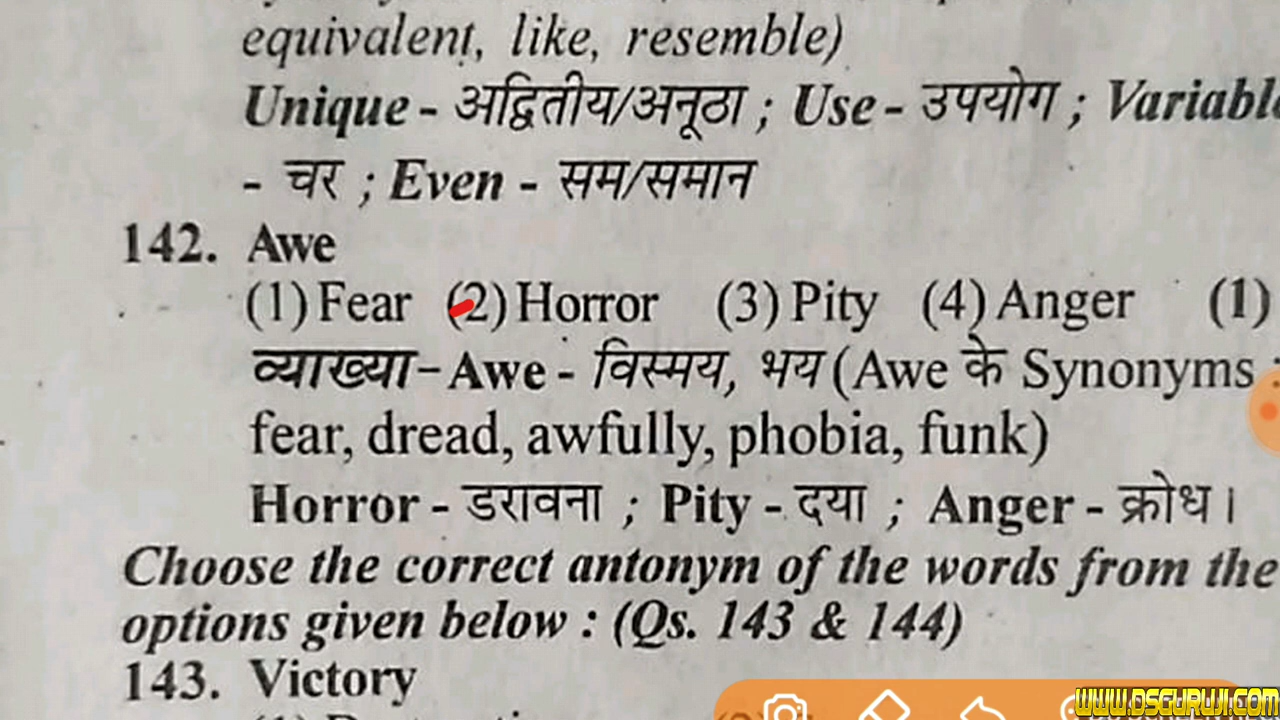 equivalent, like, resemble)
Unique - अद्वितीय/अनूठा ; Use - उपयोग ; Variable
- चर ; Even - सम/समान
142. Awe
(1) Fear (2) Horror (3) Pity (4) Anger (1)
व्याख्या- Awe - विस्मय, भय (Awe के Synonyms :
fear, dread, awfully, phobia, funk)
Horror - डरावना ; Pity - दया ; Anger - क्रोध।
Choose the correct antonym of the words from the
options given below : (Qs. 143 & 144)
143. Victory
WWW.DSGURUJI.COM